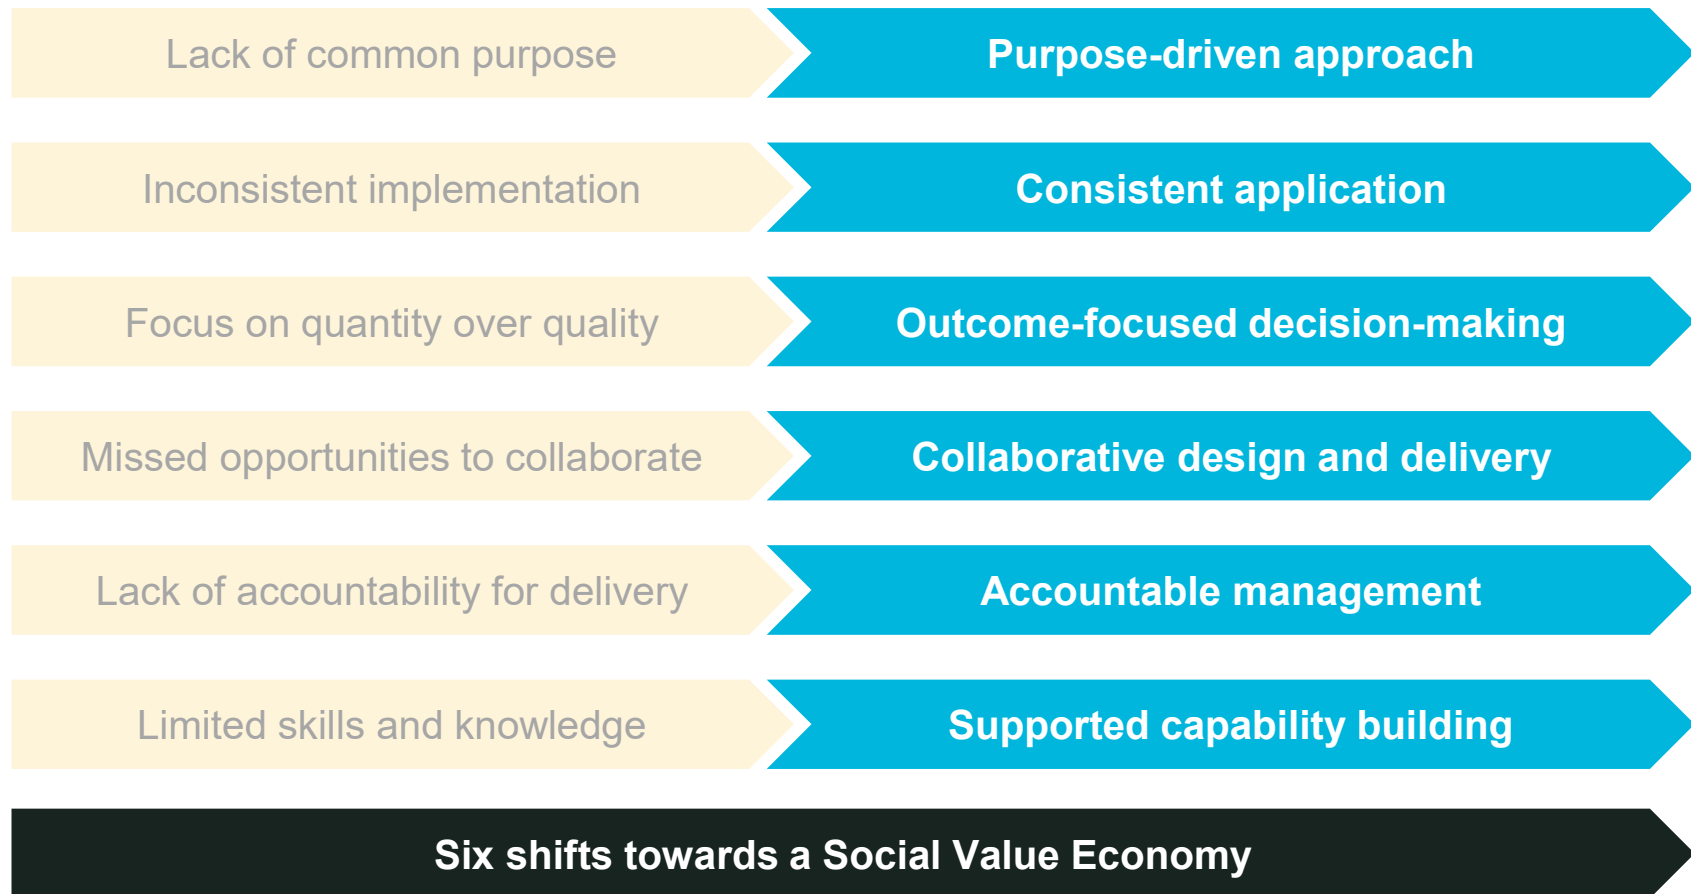 Lack of common purpose
Purpose-driven approach
Inconsistent implementation
Consistent application
Focus on quantity over quality
Outcome-focused decision-making
Missed opportunities to collaborate
Collaborative design and delivery
Lack of accountability for delivery
Accountable management
Limited skills and knowledge
Supported capability building
Six shifts towards a Social Value Economy